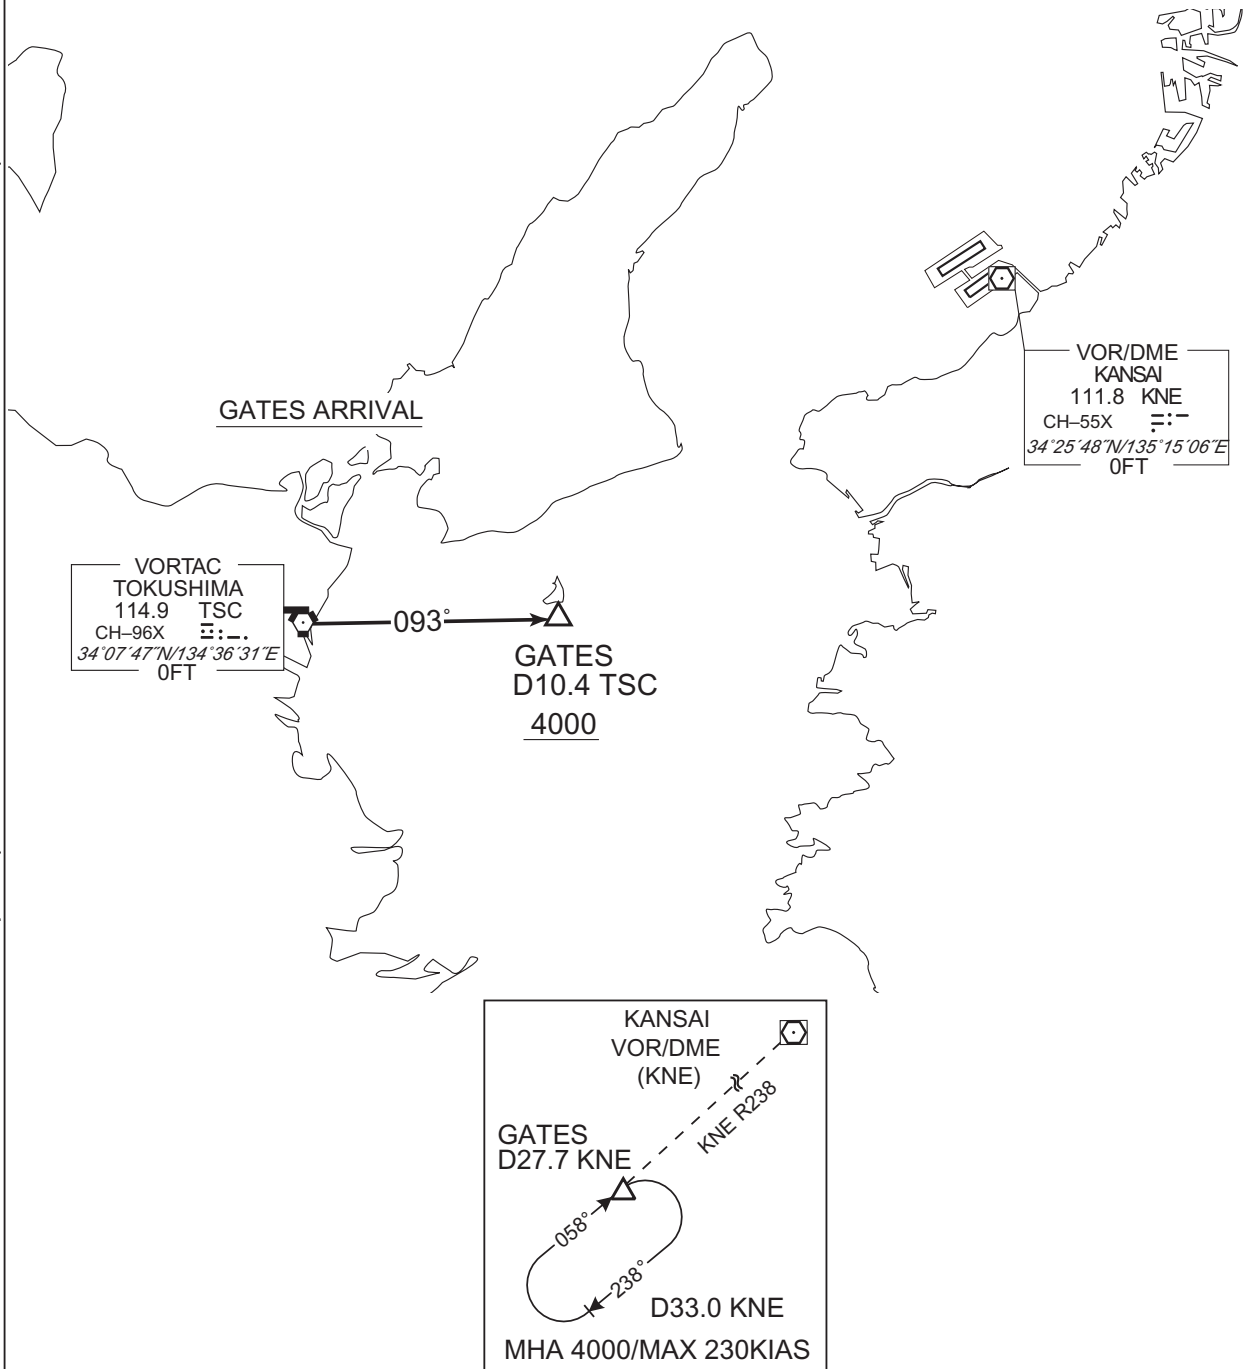 VOR/DME
KANSAI
111.8 KNE
CH–55X
34°25′48″N/135°15′06″E
0FT
GATES ARRIVAL
VORTAC
TOKUSHIMA
114.9 TSC
CH–96X
34°07′47″N/134°36′31″E
0FT
093°
GATES
D10.4 TSC
4000
KANSAI
VOR/DME
(KNE)
KNE R238
GATES
D27.7 KNE
058°
238°
D33.0 KNE
MHA 4000/MAX 230KIAS